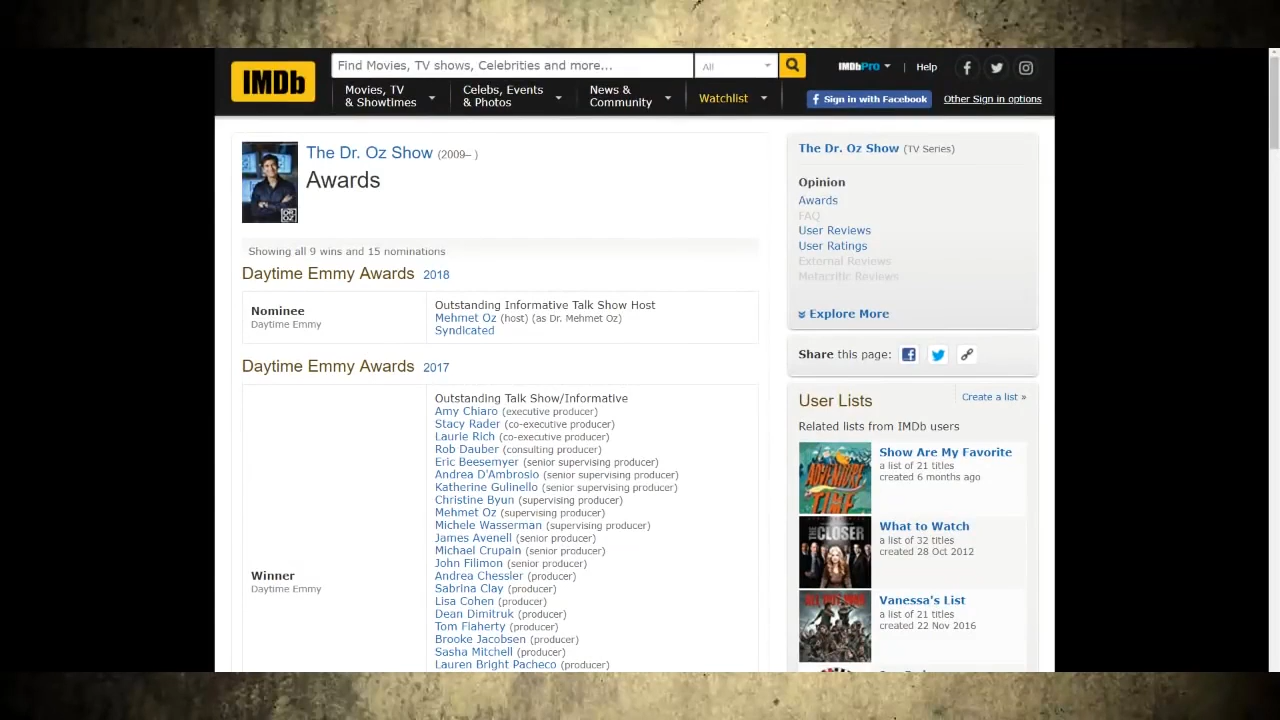 IMDb
Find Movies, TV shows, Celebrities and more...
All
IMDbPro
Help
Movies, TV
& Showtimes
Celebs, Events
& Photos
News &
Community
Watchlist
Sign in with Facebook
Other Sign in options
The Dr. Oz Show (2009– )
Awards
Showing all 9 wins and 15 nominations
Daytime Emmy Awards 2018
Nominee
Daytime Emmy
Outstanding Informative Talk Show Host
Mehmet Oz (host) (as Dr. Mehmet Oz)
Syndicated
Daytime Emmy Awards 2017
Winner
Daytime Emmy
Outstanding Talk Show/Informative
Amy Chiaro (executive producer)
Stacy Rader (co-executive producer)
Laurie Rich (co-executive producer)
Rob Dauber (consulting producer)
Eric Beesemyer (senior supervising producer)
Andrea D'Ambrosio (senior supervising producer)
Katherine Gulinello (senior supervising producer)
Christine Byun (supervising producer)
Mehmet Oz (supervising producer)
Michele Wasserman (supervising producer)
James Avenell (senior producer)
Michael Crupain (senior producer)
John Filimon (senior producer)
Andrea Chessler (producer)
Sabrina Clay (producer)
Lisa Cohen (producer)
Dean Dimitruk (producer)
Tom Flaherty (producer)
Brooke Jacobsen (producer)
Sasha Mitchell (producer)
Lauren Bright Pacheco (producer)
The Dr. Oz Show (TV Series)
Opinion
Awards
FAQ
User Reviews
User Ratings
External Reviews
Metacritic Reviews
Explore More
Share this page:
User Lists
Create a list »
Related lists from IMDb users
ADVENTURE TIME
Show Are My Favorite
a list of 21 titles
created 6 months ago
THE CLOSER
What to Watch
a list of 32 titles
created 28 Oct 2012
Vanessa's List
a list of 21 titles
created 22 Nov 2016